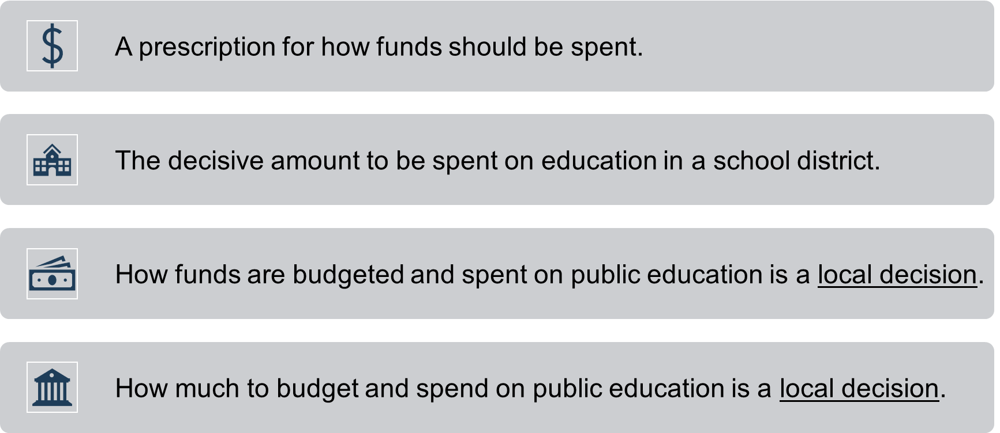 A prescription for how funds should be spent.
The decisive amount to be spent on education in a school district.
How funds are budgeted and spent on public education is a local decision.
How much to budget and spend on public education is a local decision.